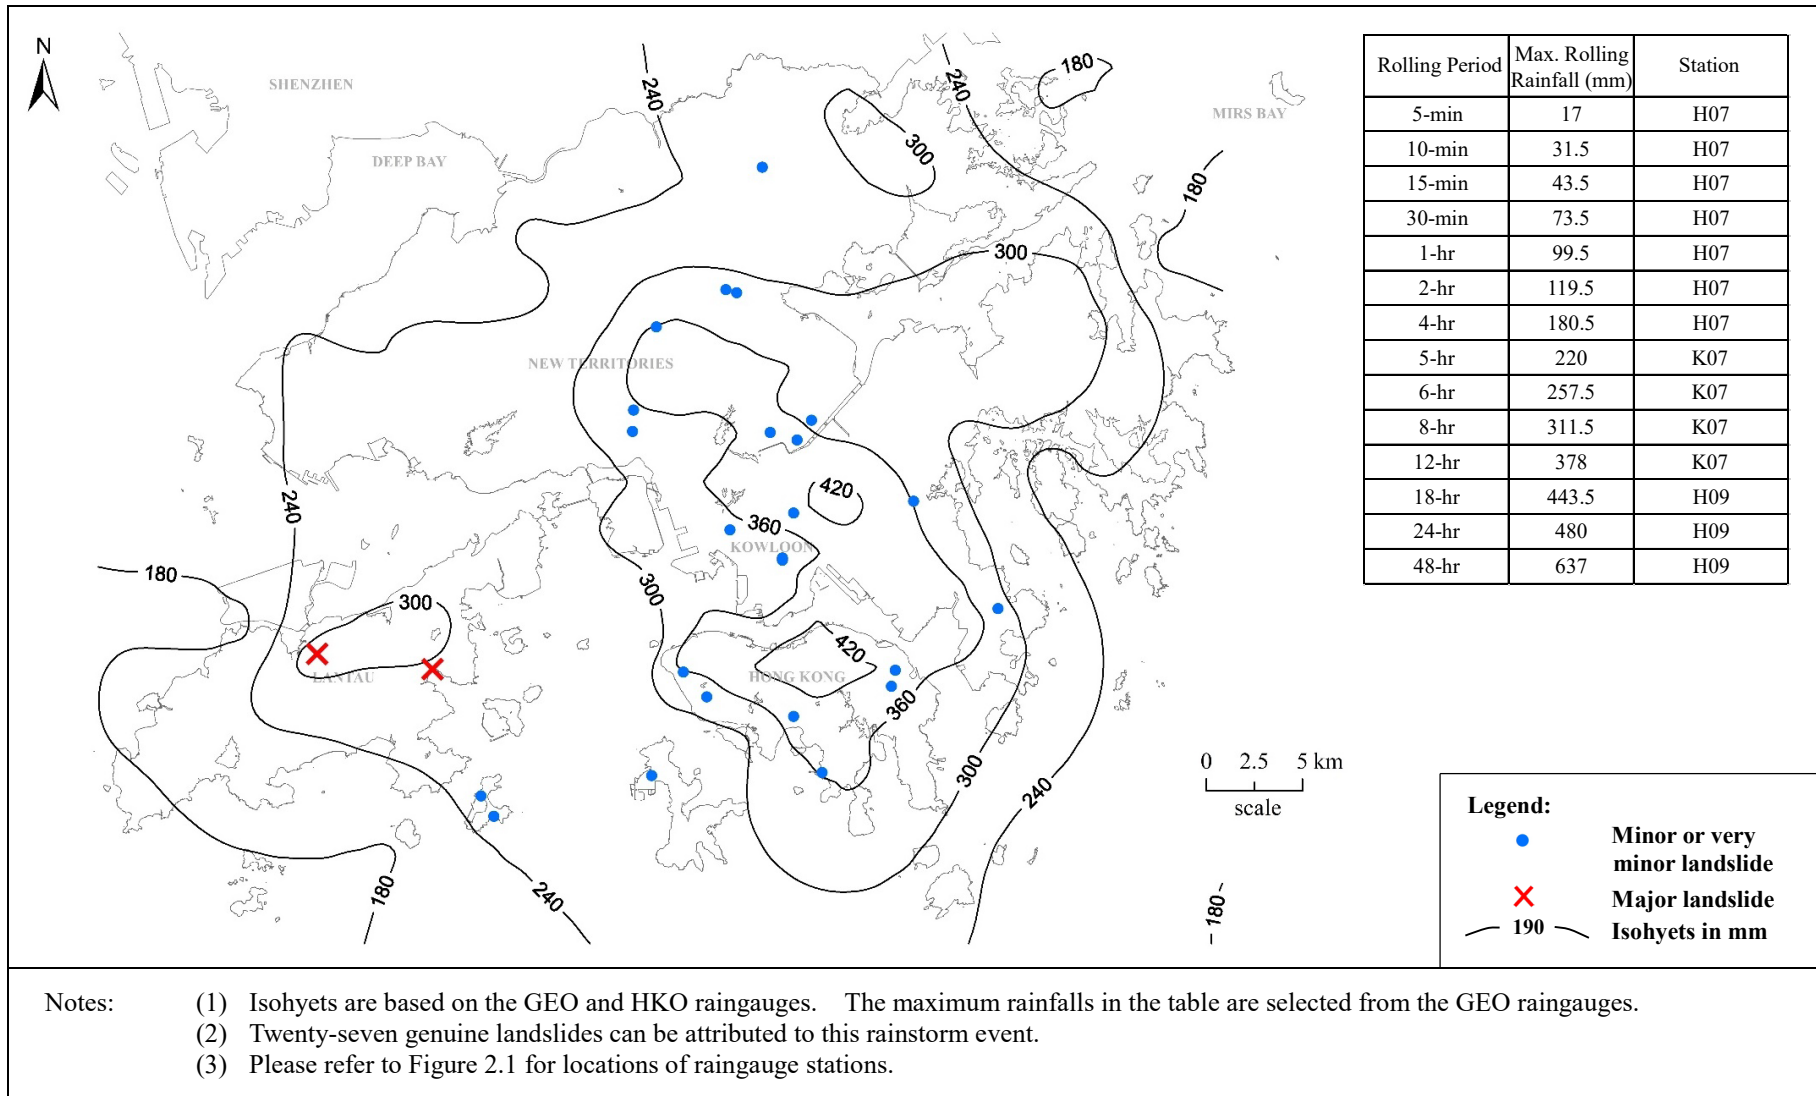 N
SHENZHEN
DEEP BAY
MIRS BAY
NEW TERRITORIES
KOWLOON
LANTAU
HONG KONG
240
240
180
300
180
300
420
360
240
180
300
300
420
360
300
240
180
240
180
0 2.5 5 km
scale
Rolling Period Max. Rolling Rainfall (mm) Station
5-min 17 H07
10-min 31.5 H07
15-min 43.5 H07
30-min 73.5 H07
1-hr 99.5 H07
2-hr 119.5 H07
4-hr 180.5 H07
5-hr 220 K07
6-hr 257.5 K07
8-hr 311.5 K07
12-hr 378 K07
18-hr 443.5 H09
24-hr 480 H09
48-hr 637 H09
Legend:
Minor or very
minor landslide
Major landslide
190 Isohyets in mm
Notes: (1) Isohyets are based on the GEO and HKO raingauges. The maximum rainfalls in the table are selected from the GEO raingauges.
(2) Twenty-seven genuine landslides can be attributed to this rainstorm event.
(3) Please refer to Figure 2.1 for locations of raingauge stations.